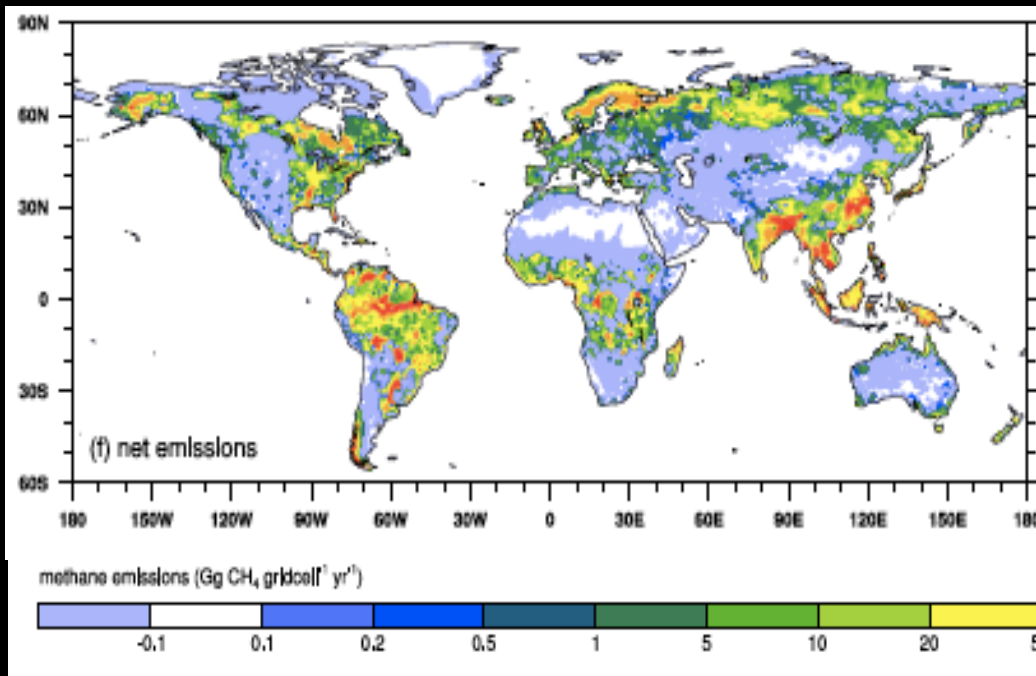 90N
60N
30N
0
30S
60S
(f) net emissions
180 150W 120W 90W 60W 30W 0 30E 60E 90E 120E 150E 180
methane emissions (Gg CH₄ gridcell⁻¹ yr⁻¹)
-0.1 0.1 0.2 0.5 1 5 10 20